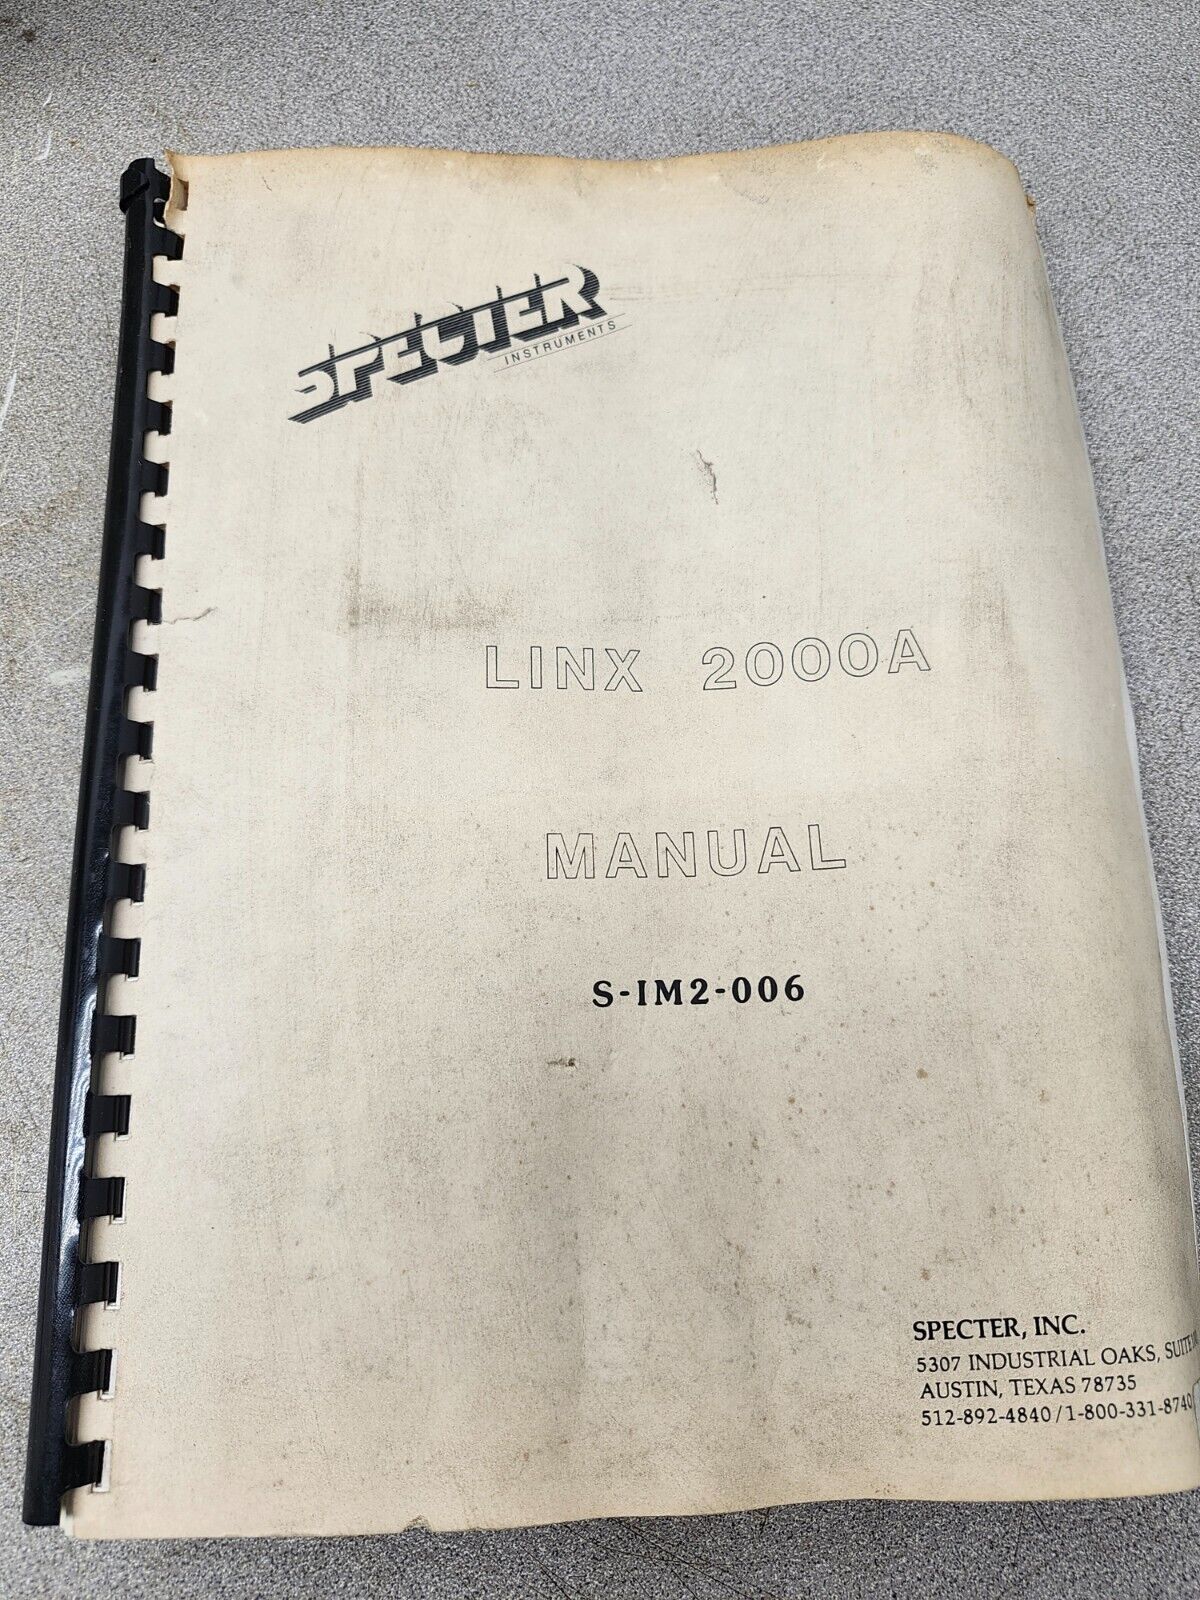 SPECTER
INSTRUMENTS
LINX 2000A
MANUAL
S-IM2-006
SPECTER, INC.
5307 INDUSTRIAL OAKS, SUITE
AUSTIN, TEXAS 78735
512-892-4840/1-800-331-8740